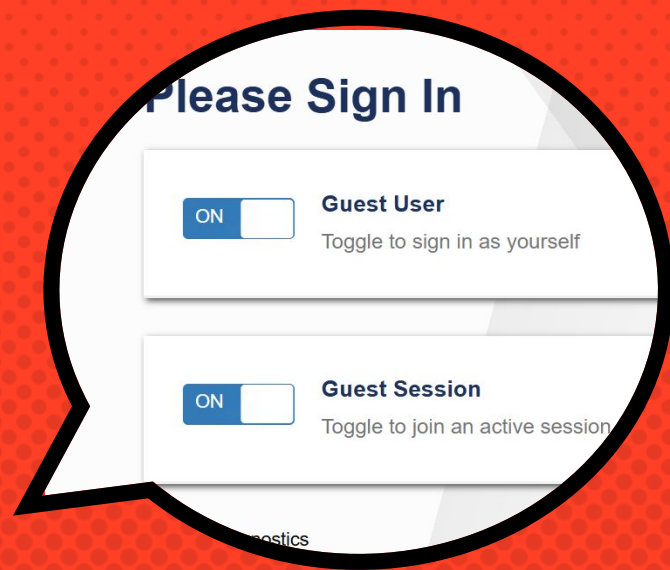 Please Sign In
ON
Guest User
Toggle to sign in as yourself
ON
Guest Session
Toggle to join an active session